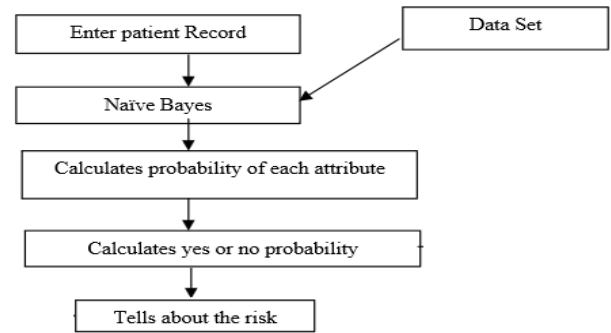 Enter patient Record
Data Set
Naïve Bayes
Calculates probability of each attribute
Calculates yes or no probability
Tells about the risk